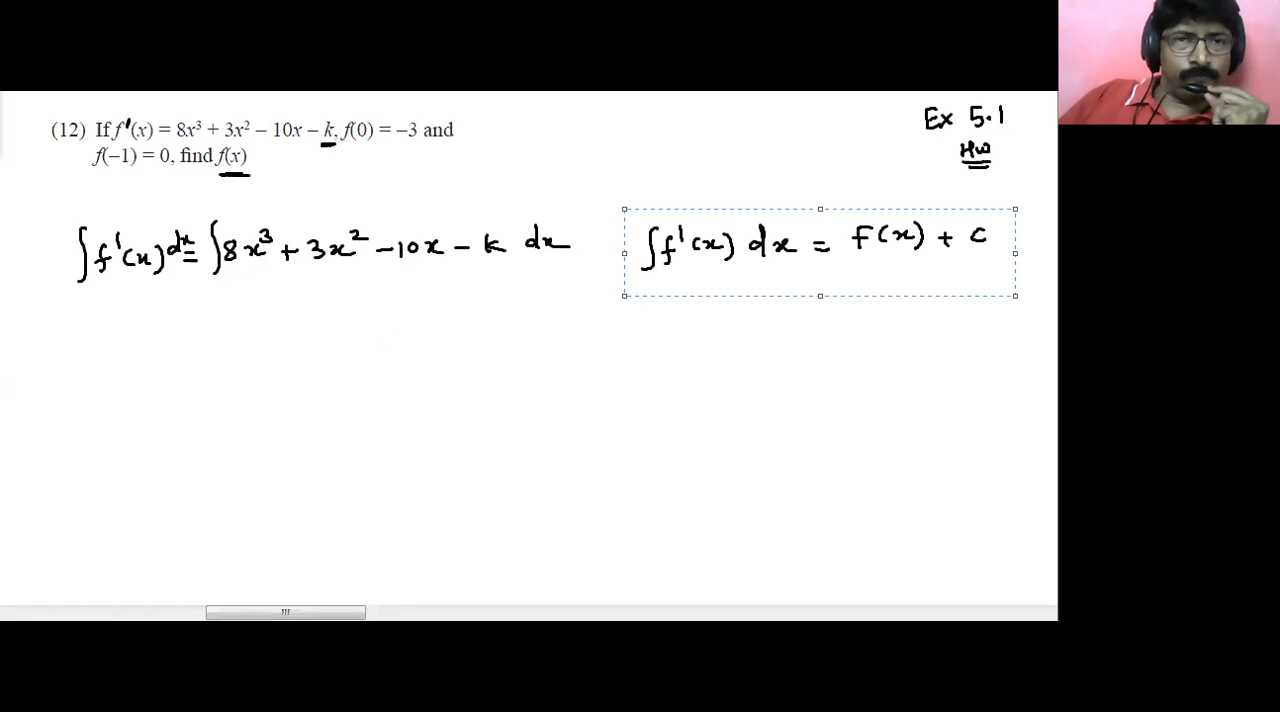 (12) If f'(x) = 8x³ + 3x² – 10x – k, f(0) = –3 and
f(–1) = 0, find f(x)
Ex 5.1
Hw
∫f'(x) dx = ∫8x³ + 3x² – 10x – k dx
∫f'(x) dx = f(x) + c